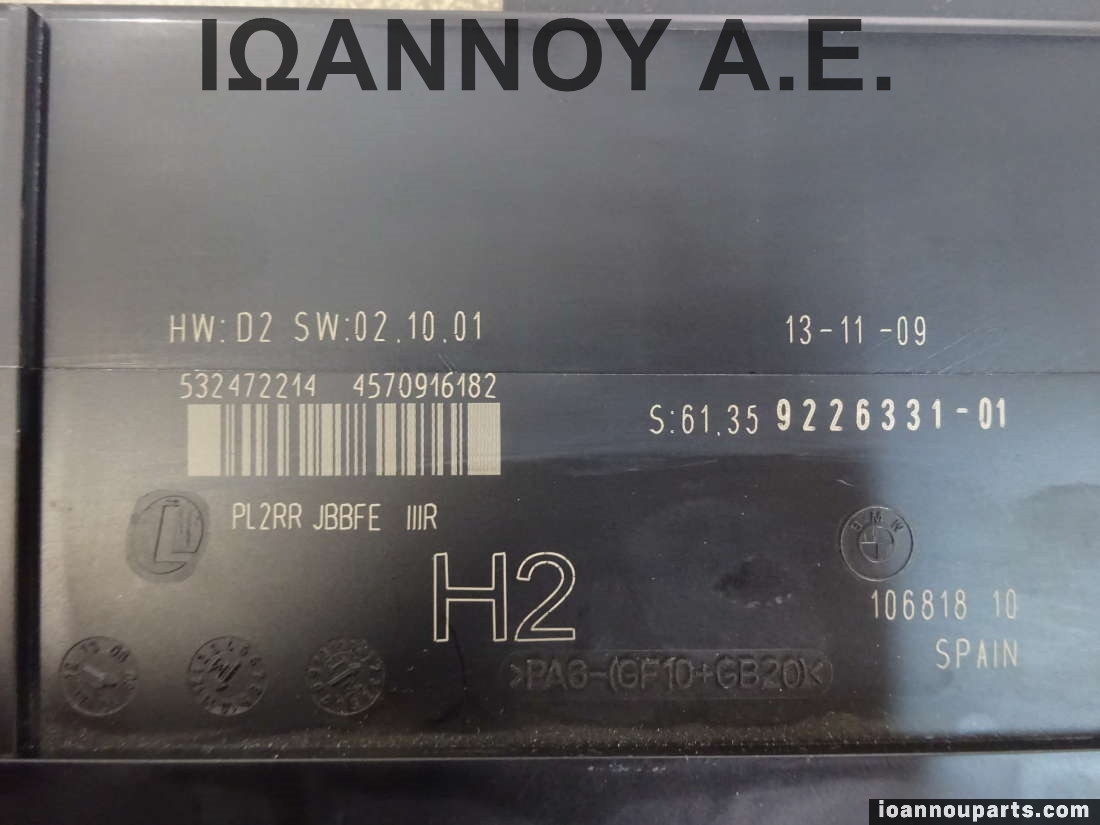 ΙΩΑΝΝΟΥ Α.Ε.
HW: D2 SW:02.10.01
13-11-09
532472214 4570916182
S:61.35 9226331-01
PL2RR JBBFE IIIR
BMW
H2
106818 10
SPAIN
>PA6-(GF10+GB20)<
ioannouparts.com